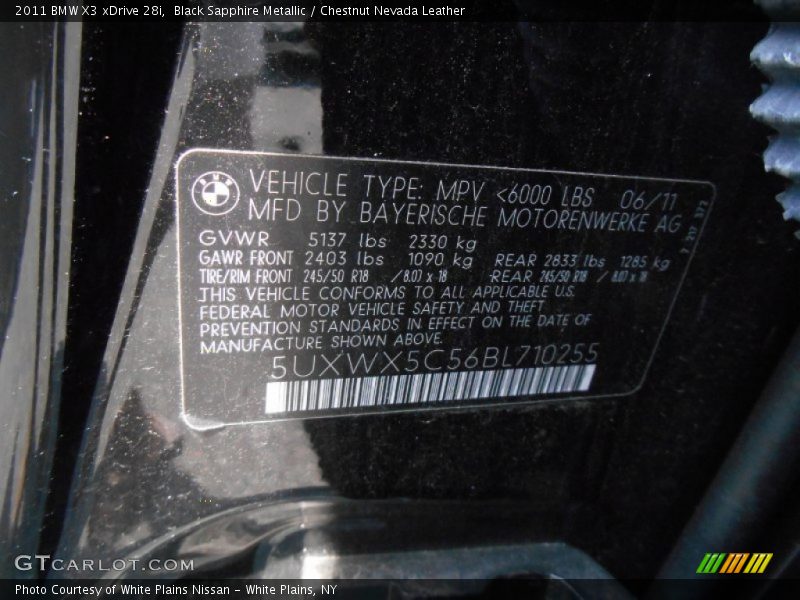 2011 BMW X3 xDrive 28i, Black Sapphire Metallic / Chestnut Nevada Leather
VEHICLE TYPE: MPV <6000 LBS 06/11
MFD BY BAYERISCHE MOTORENWERKE AG
GVWR 5137 lbs 2330 kg
GAWR FRONT 2403 lbs 1090 kg REAR 2833 lbs 1285 kg
TIRE/RIM FRONT 245/50 R18 /8.0J x 18 REAR 245/50 R18 / 8.0J x 18
THIS VEHICLE CONFORMS TO ALL APPLICABLE U.S.
FEDERAL MOTOR VEHICLE SAFETY AND THEFT
PREVENTION STANDARDS IN EFFECT ON THE DATE OF
MANUFACTURE SHOWN ABOVE.
5UXWX5C56BL710255
GTCARLOT.COM
Photo Courtesy of White Plains Nissan - White Plains, NY